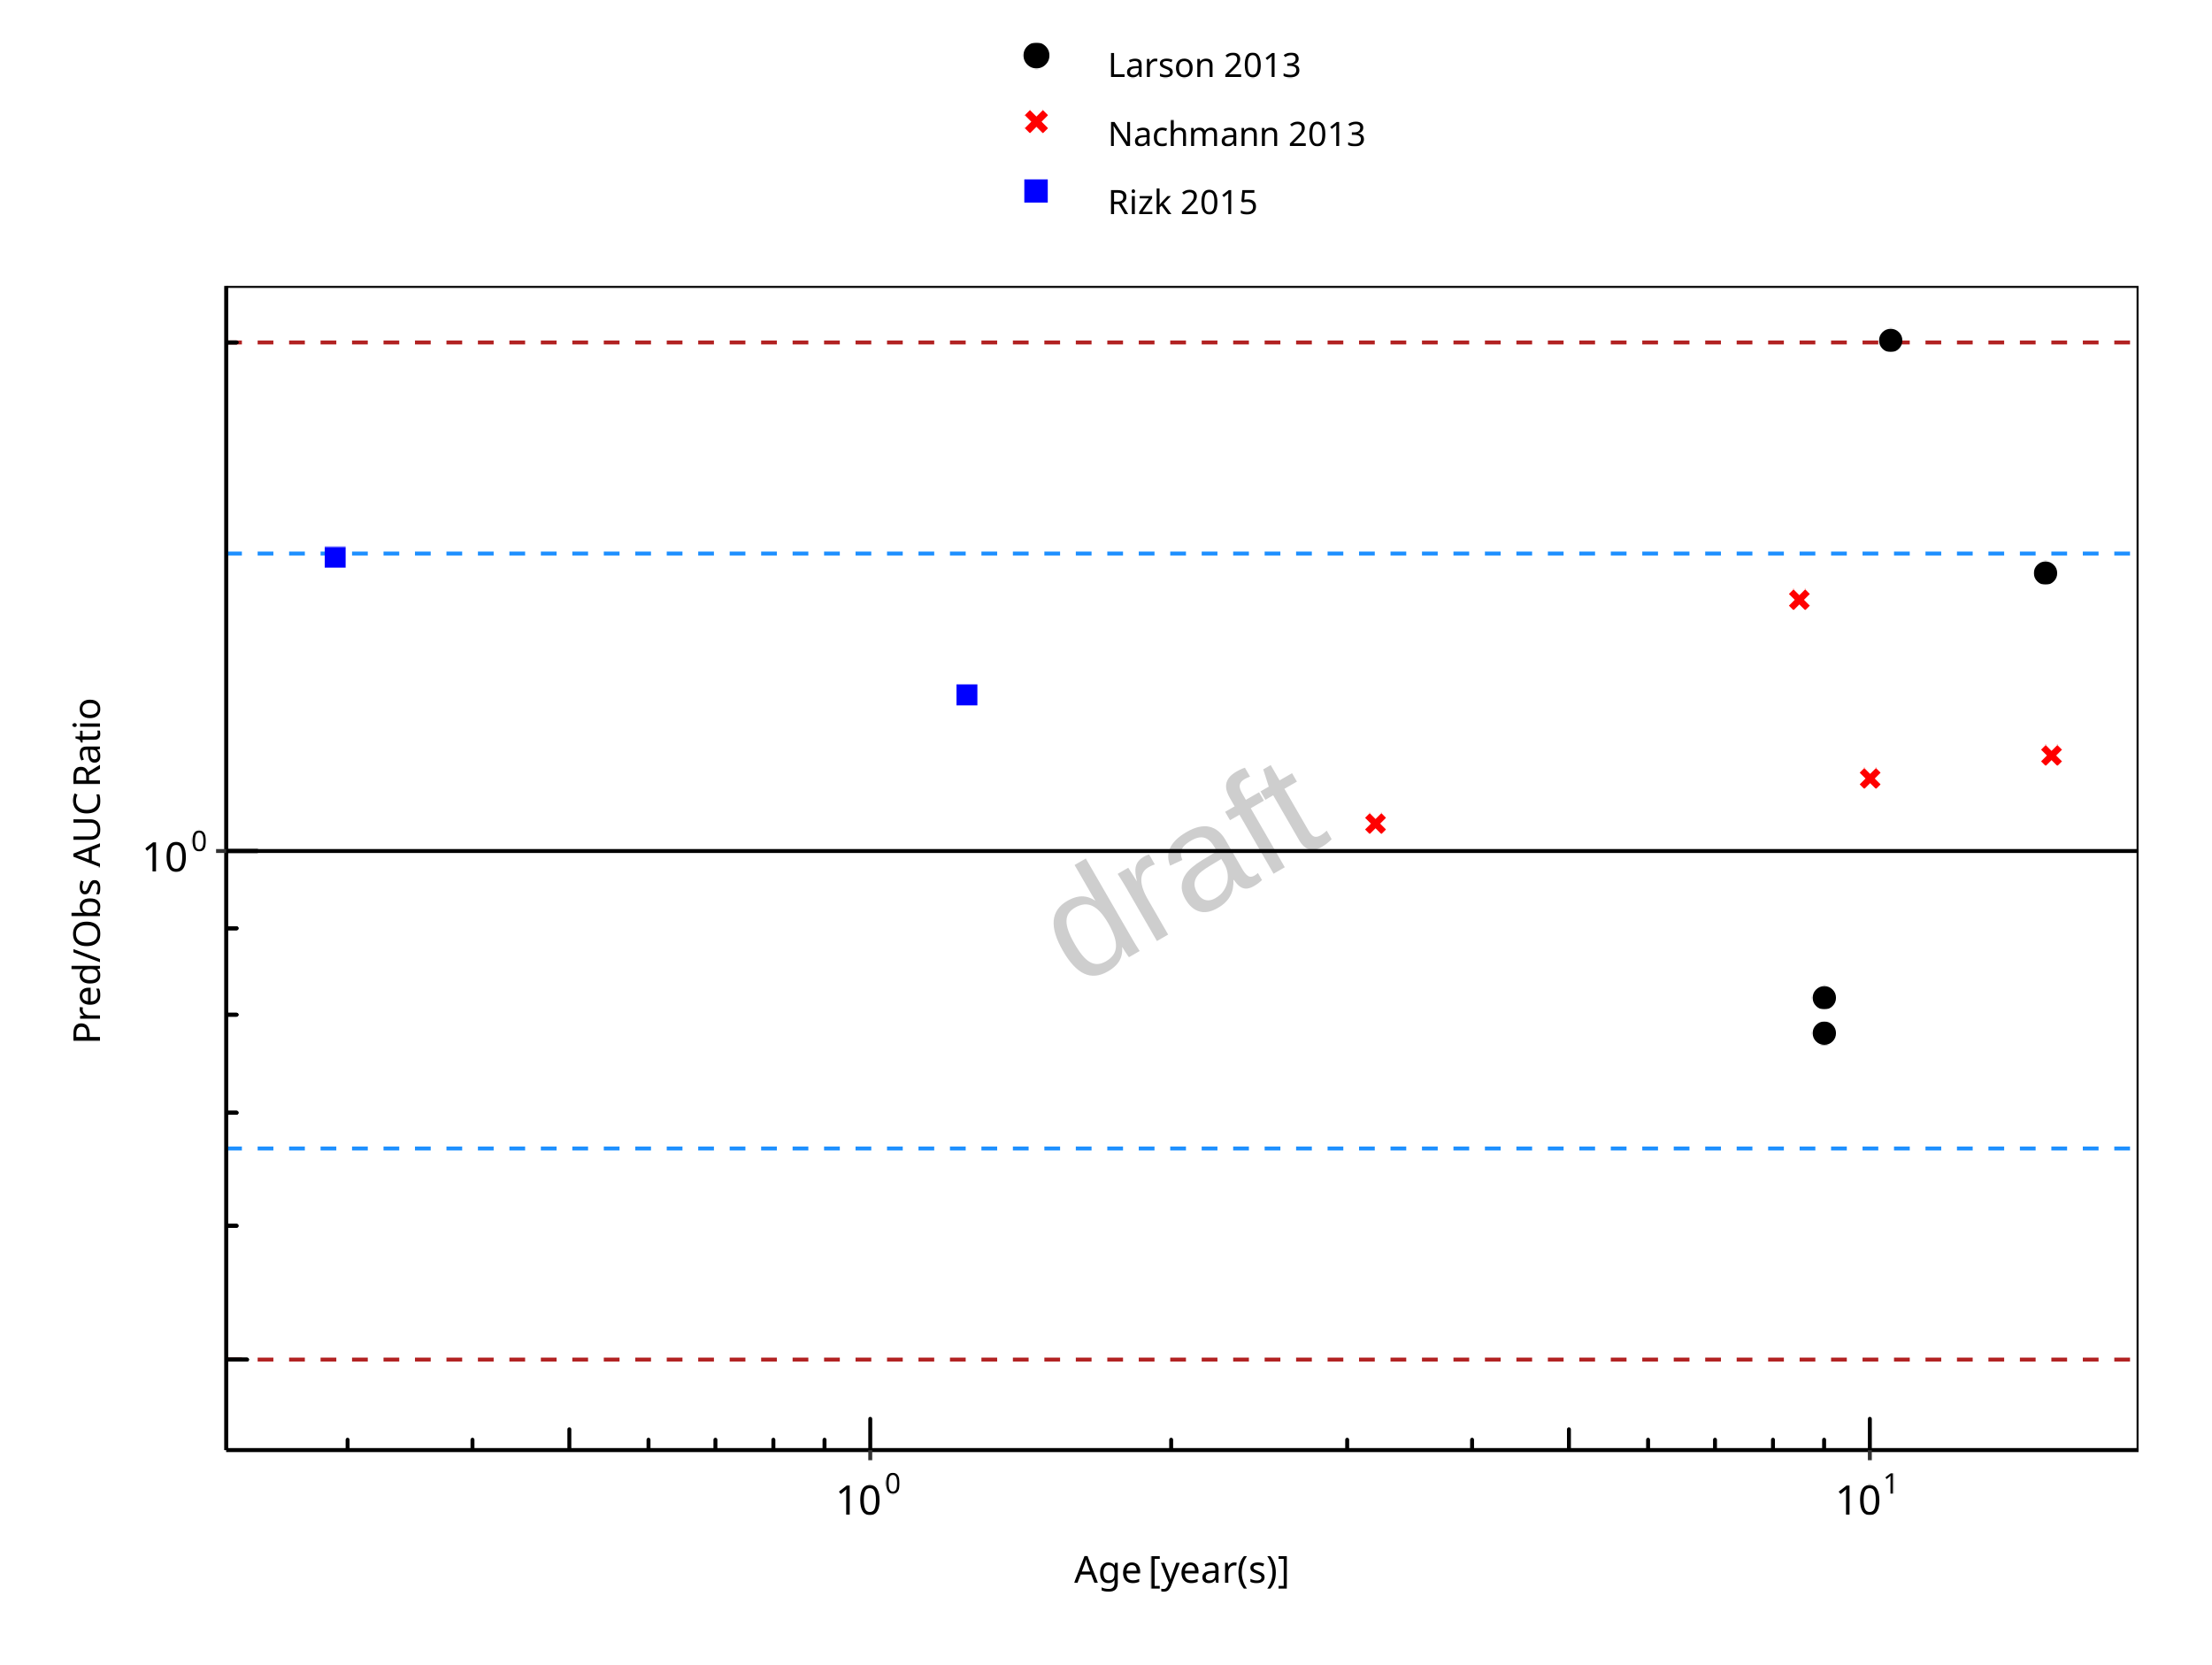 Larson 2013
Nachmann 2013
Rizk 2015
Pred/Obs AUC Ratio
10^0
draft
10^0
10^1
Age [year(s)]